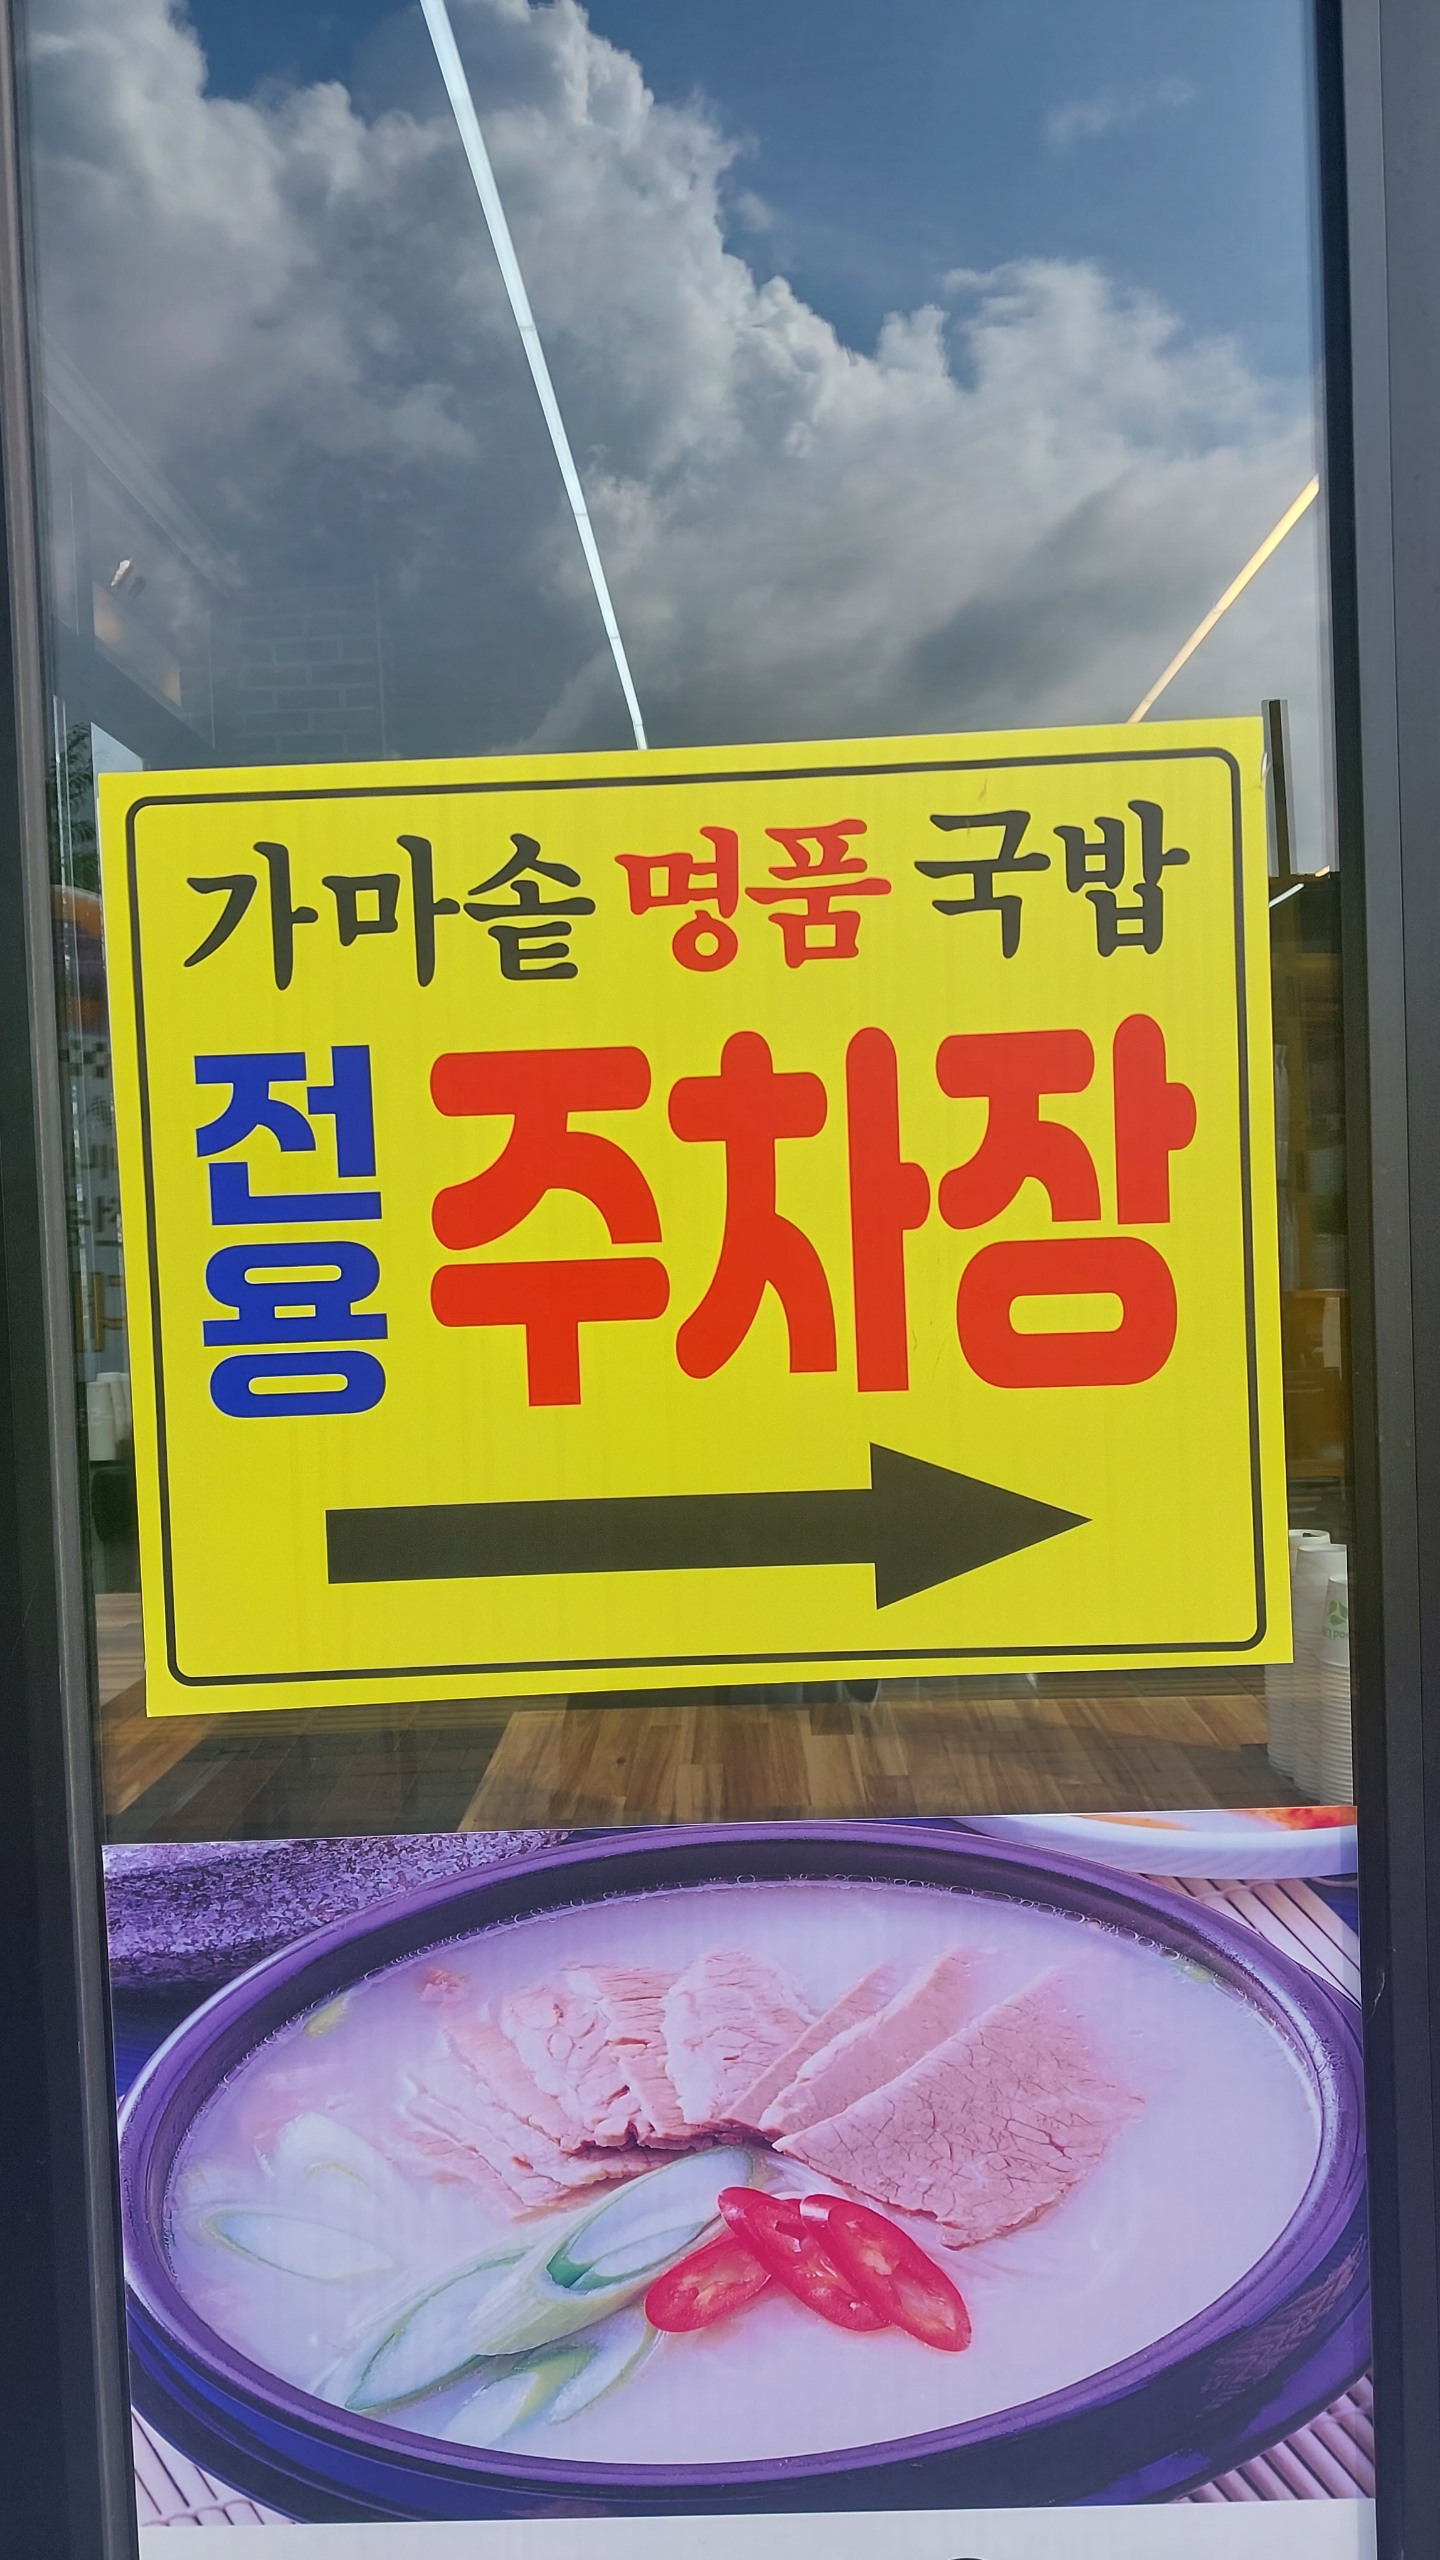 가마솥 명품 국밥
전용 주차장